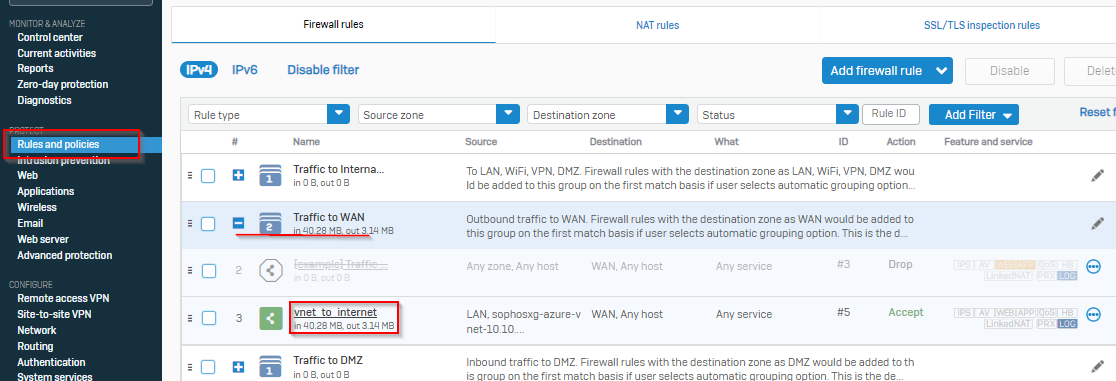 MONITOR & ANALYZE
Control center
Current activities
Reports
Zero-day protection
Diagnostics
PROTECT
Rules and policies
Intrusion prevention
Web
Applications
Wireless
Email
Web server
Advanced protection
CONFIGURE
Remote access VPN
Site-to-site VPN
Network
Routing
Authentication
System services
Firewall rules
NAT rules
SSL/TLS inspection rules
IPv4
IPv6
Disable filter
Add firewall rule
Disable
Delet
Rule type
Source zone
Destination zone
Status
Rule ID
Add Filter
Reset f
#
Name
Source
Destination
What
ID
Action
Feature and service
1
Traffic to Interna...
in 0 B, out 0 B
To LAN, WiFi, VPN, DMZ. Firewall rules with the destination zone as LAN, WiFi, VPN, DMZ wou
ld be added to this group on the first match basis if user selects automatic grouping option...
2
Traffic to WAN
in 40.28 MB, out 3.14 MB
Outbound traffic to WAN. Firewall rules with the destination zone as WAN would be added to
this group on the first match basis if user selects automatic grouping option. This is the d...
2
[example] Traffic ...
in 0 B, out 0 B
Any zone, Any host
WAN, Any host
Any service
#3
Drop
IPS AV WEB APP QoS HB
LinkedNAT PRX LOG
3
vnet_to_internet
in 40.28 MB, out 3.14 MB
LAN, sophosxg-azure-v
net-10.10....
WAN, Any host
Any service
#5
Accept
IPS AV WEB APP QoS HB
LinkedNAT PRX LOG
1
Traffic to DMZ
in 0 B, out 0 B
Inbound traffic to DMZ. Firewall rules with the destination zone as DMZ would be added to th
is group on the first match basis if user selects automatic grouping option. This is the defaul...